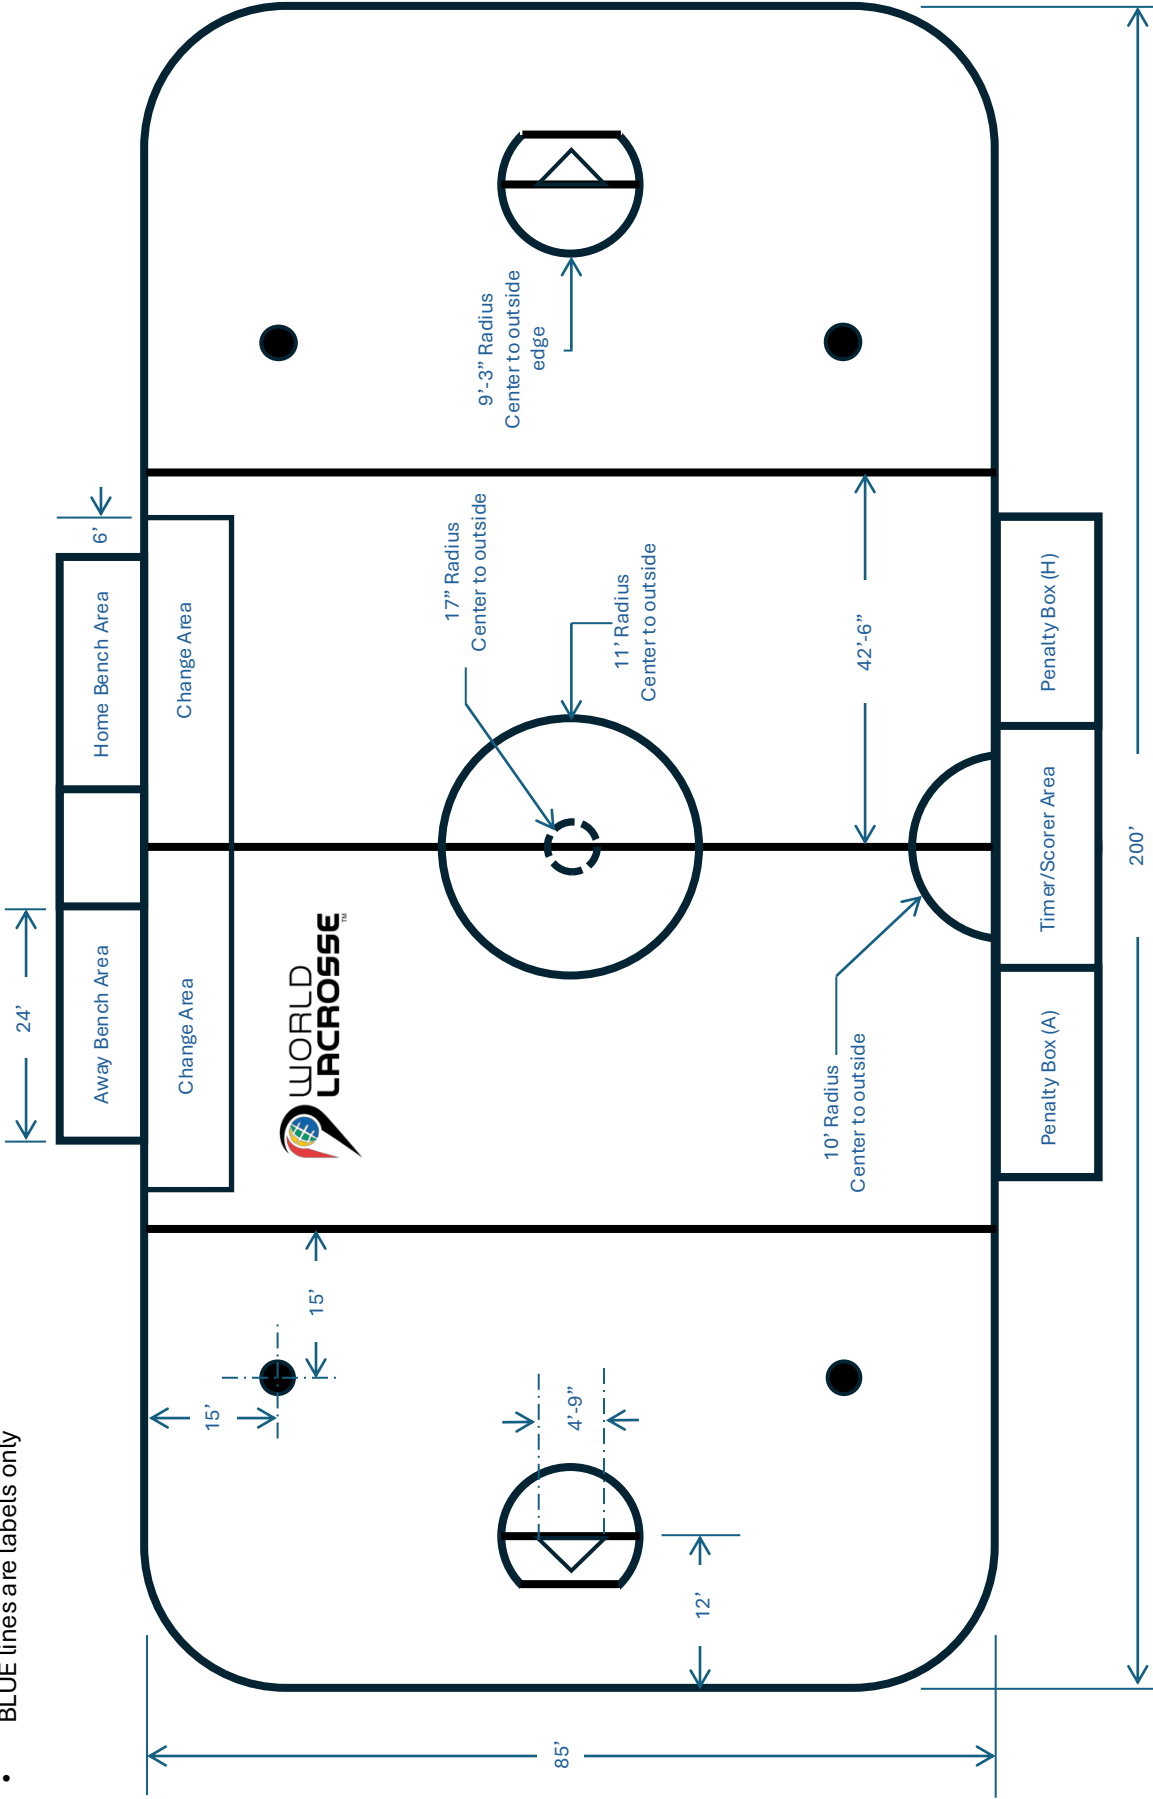 • BLUE lines are labels only
24'
6'
Away Bench Area
Home Bench Area
Change Area
Change Area
WORLD
LACROSSE™
15'
15'
17” Radius
Center to outside
9'-3” Radius
Center to outside
edge
4'-9”
11' Radius
Center to outside
12'
10' Radius
Center to outside
42'-6”
85'
Penalty Box (A)
Timer/Scorer Area
Penalty Box (H)
200'